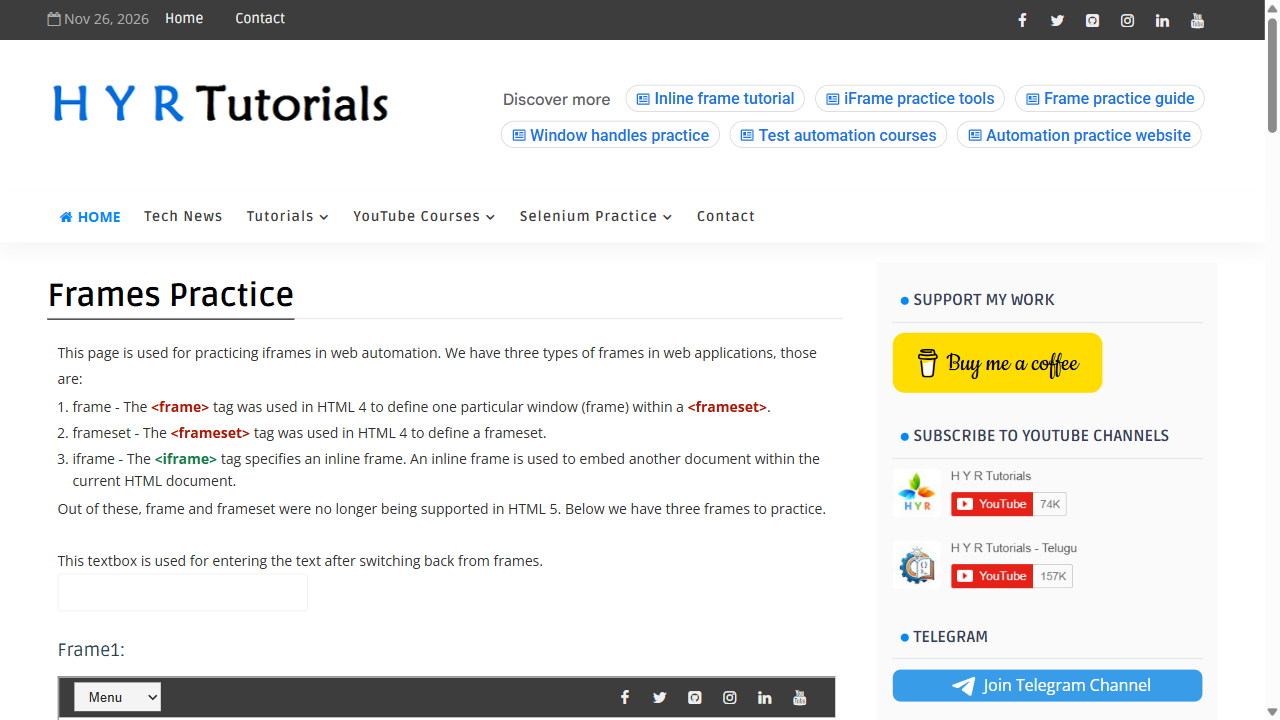 Nov 26, 2026 Home Contact
H Y R Tutorials
Discover more Inline frame tutorial iFrame practice tools Frame practice guide
Window handles practice Test automation courses Automation practice website
HOME Tech News Tutorials YouTube Courses Selenium Practice Contact
Frames Practice
This page is used for practicing iframes in web automation. We have three types of frames in web applications, those
are:
1. frame - The <frame> tag was used in HTML 4 to define one particular window (frame) within a <frameset>.
2. frameset - The <frameset> tag was used in HTML 4 to define a frameset.
3. iframe - The <iframe> tag specifies an inline frame. An inline frame is used to embed another document within the
current HTML document.
Out of these, frame and frameset were no longer being supported in HTML 5. Below we have three frames to practice.
This textbox is used for entering the text after switching back from frames.
Frame1:
Menu
SUPPORT MY WORK
Buy me a coffee
SUBSCRIBE TO YOUTUBE CHANNELS
HYR
H Y R Tutorials
YouTube 74K
H Y R Tutorials - Telugu
YouTube 157K
TELEGRAM
Join Telegram Channel